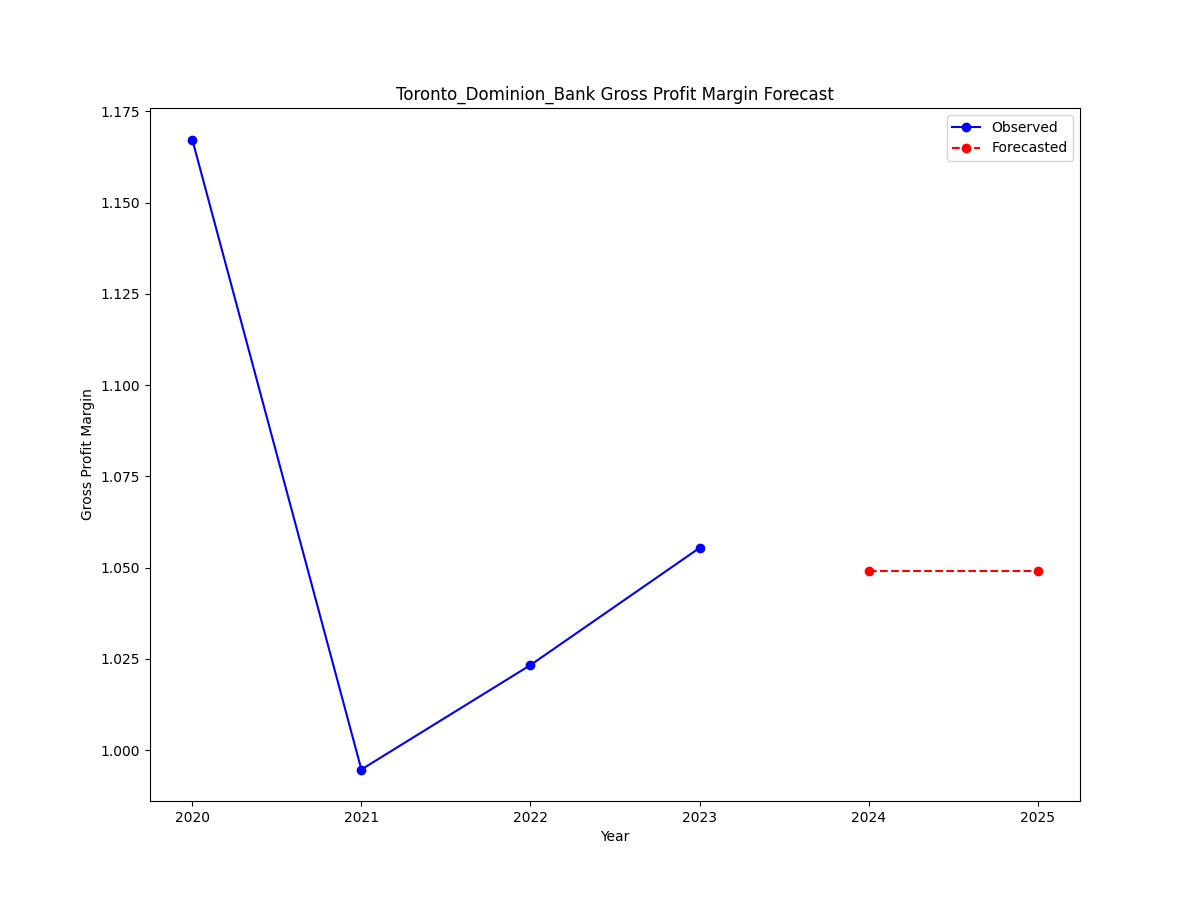 Toronto_Dominion_Bank Gross Profit Margin Forecast
Observed
Forecasted
1.175
1.150
1.125
1.100
1.075
1.050
1.025
1.000
Gross Profit Margin
2020 2021 2022 2023 2024 2025
Year